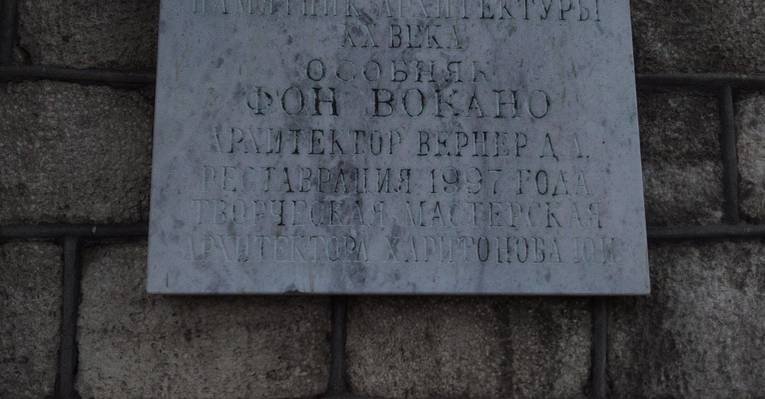 ПАМЯТНИК АРХИТЕКТУРЫ
XX ВЕКА
ОСОБНЯК
ФОН ВОКАНО
АРХИТЕКТОР ВЕРНЕР Д.А.
РЕСТАВРАЦИЯ 1997 ГОДА
ТВОРЧЕСКАЯ МАСТЕРСКАЯ
АРХИТЕКТОРА ХАРИТОНОВА